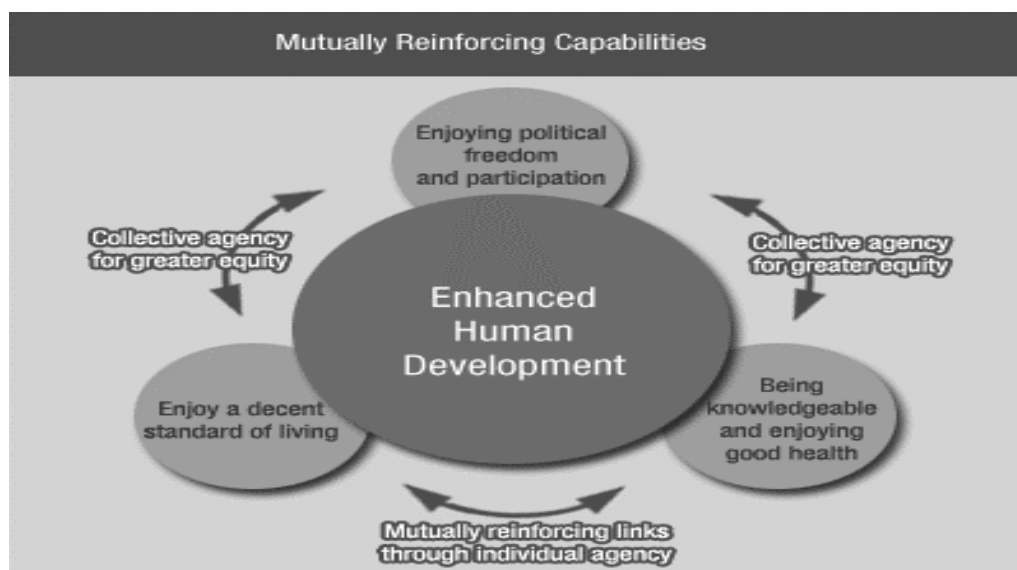 Mutually Reinforcing Capabilities
Enjoying political
freedom
and participation
Collective agency
for greater equity
Collective agency
for greater equity
Enhanced
Human
Development
Enjoy a decent
standard of living
Being
knowledgeable
and enjoying
good health
Mutually reinforcing links
through individual agency